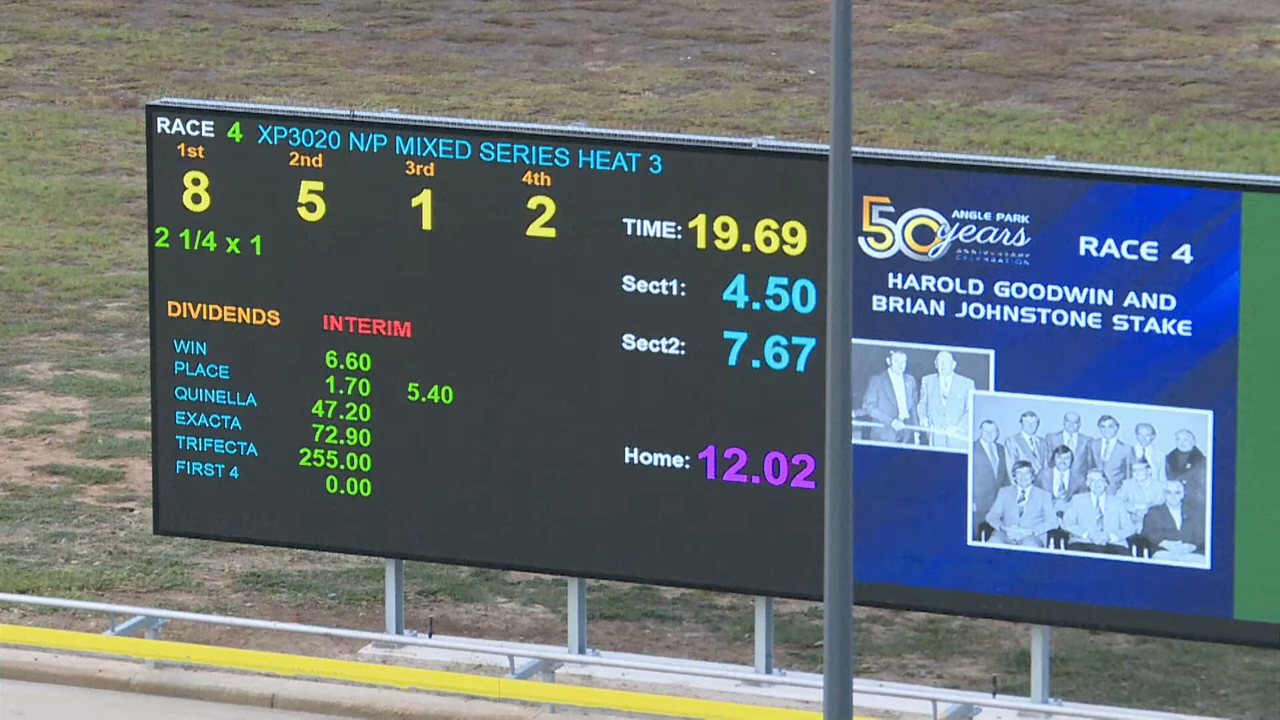 RACE 4 XP3020 N/P MIXED SERIES HEAT 3
1st 2nd 3rd 4th
8 5 1 2
2 1/4 x 1
TIME: 19.69
Sect1: 4.50
Sect2: 7.67
Home: 12.02
DIVIDENDS INTERIM
WIN 6.60
PLACE 1.70 5.40
QUINELLA 47.20
EXACTA 72.90
TRIFECTA 255.00
FIRST 4 0.00
50 years
ANGLE PARK
ANNIVERSARY
CELEBRATION
RACE 4
HAROLD GOODWIN AND
BRIAN JOHNSTONE STAKE